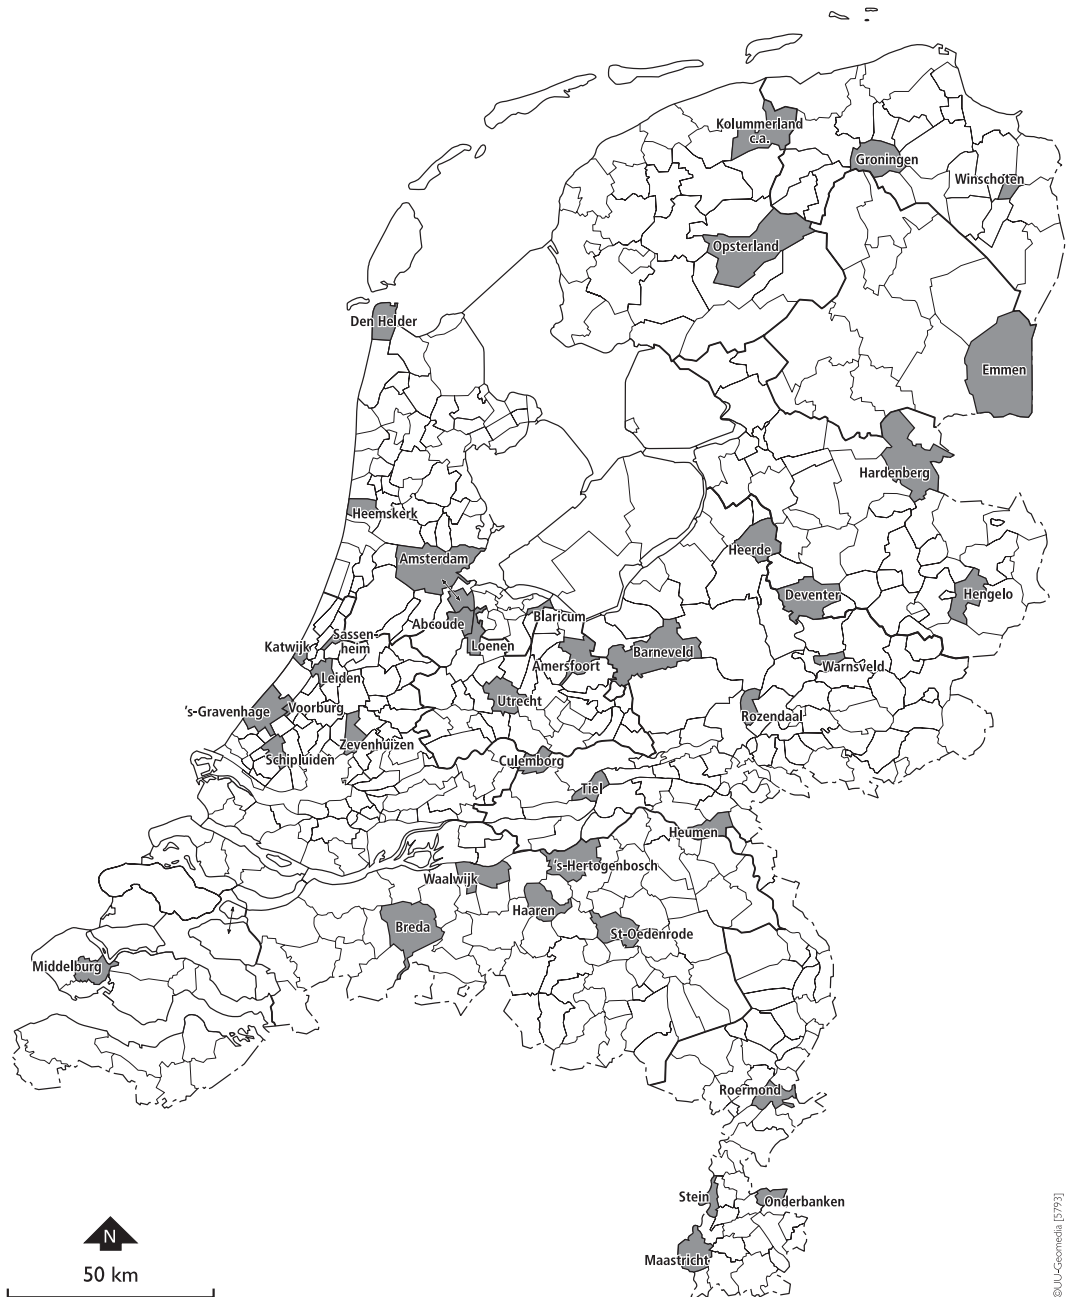 Kolummerland
c.a.
Groningen
Winschoten
Opsterland
Den Helder
Emmen
Hardenberg
Heemskerk
Heerde
Amsterdam
Deventer
Hengelo
Blaricum
Abcoude
Sassen-
heim
Katwijk
Loenen
Barneveld
Amersfoort
Warnsveld
Leiden
Utrecht
's-Gravenhage
Voorburg
Rozendaal
Zevenhuizen
Schipluiden
Culemborg
Tiel
Heumen
's-Hertogenbosch
Waalwijk
Haaren
Breda
St-Oedenrode
Middelburg
Roermond
Stein
Onderbanken
Maastricht
N
50 km
©UU-Geomedia [5793]